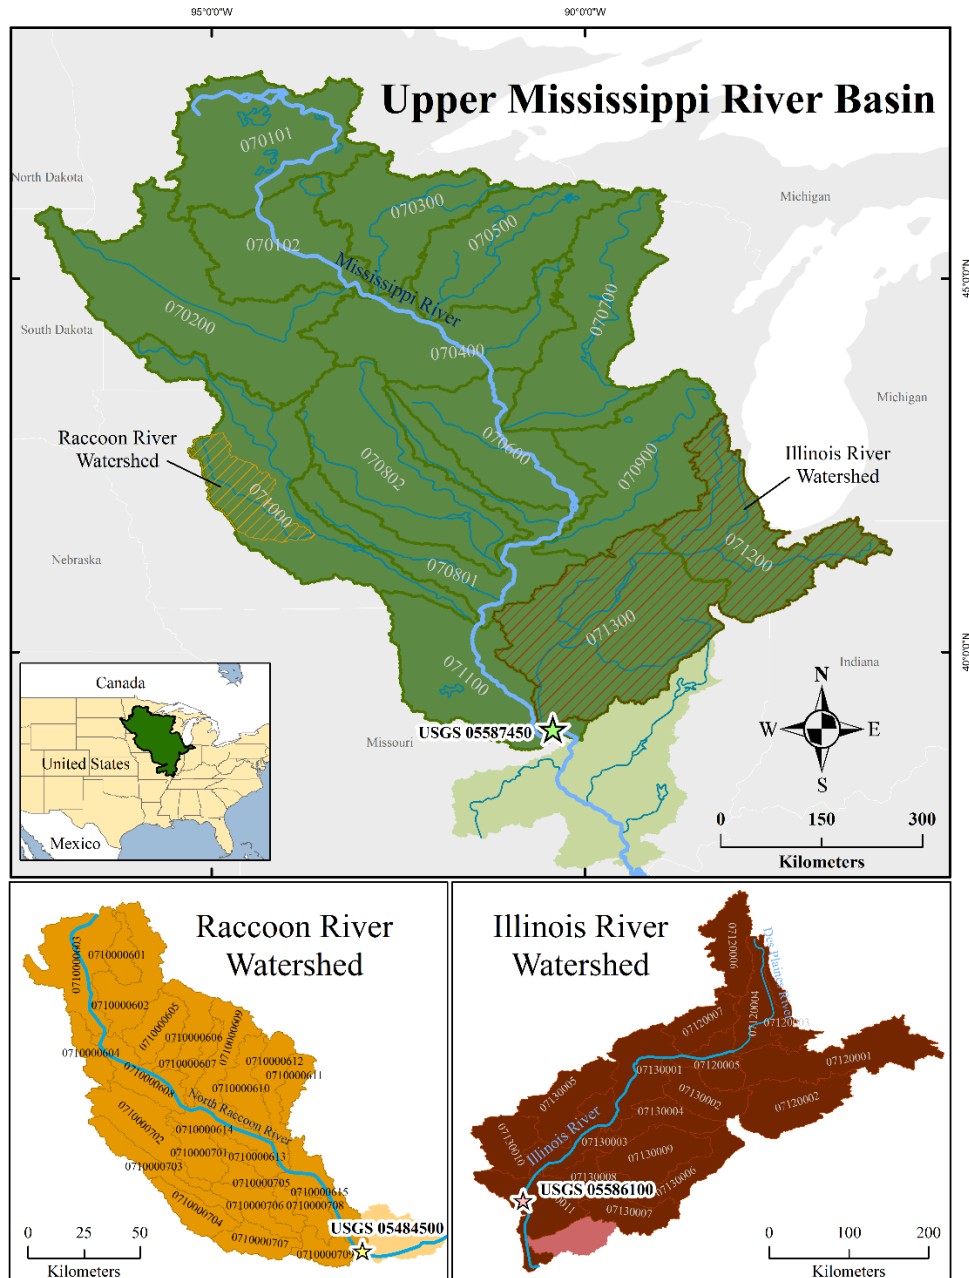 95°0'0"W
90°0'0"W
Upper Mississippi River Basin
070101
North Dakota
Michigan
070300
070500
070102
Mississippi River
45°0'0"N
070200
070700
South Dakota
070400
Michigan
Raccoon River
Watershed
070600
070900
Illinois River
Watershed
070802
071000
Nebraska
071200
070801
071300
40°0'0"N
Indiana
071100
Canada
United States
Mexico
Missouri
USGS 05587450
N
W
E
S
0
150
300
Kilometers
Raccoon River
Watershed
0710000603
0710000601
0710000602
0710000605
0710000606
0710000609
0710000604
0710000607
0710000612
0710000611
0710000608
0710000610
North Raccoon River
0710000702
0710000614
0710000701
0710000613
0710000703
0710000705
0710000615
0710000704
0710000706
0710000708
USGS 05484500
0710000707
0710000709
0
25
50
Kilometers
Illinois River
Watershed
Des Plaines River
07120006
07120004
07120003
07120007
07120001
07120005
07130001
07120002
07130005
07130002
07130004
Illinois River
07130003
07130010
07130009
07130008
07130006
USGS 05586100
07130007
0
100
200
Kilometers